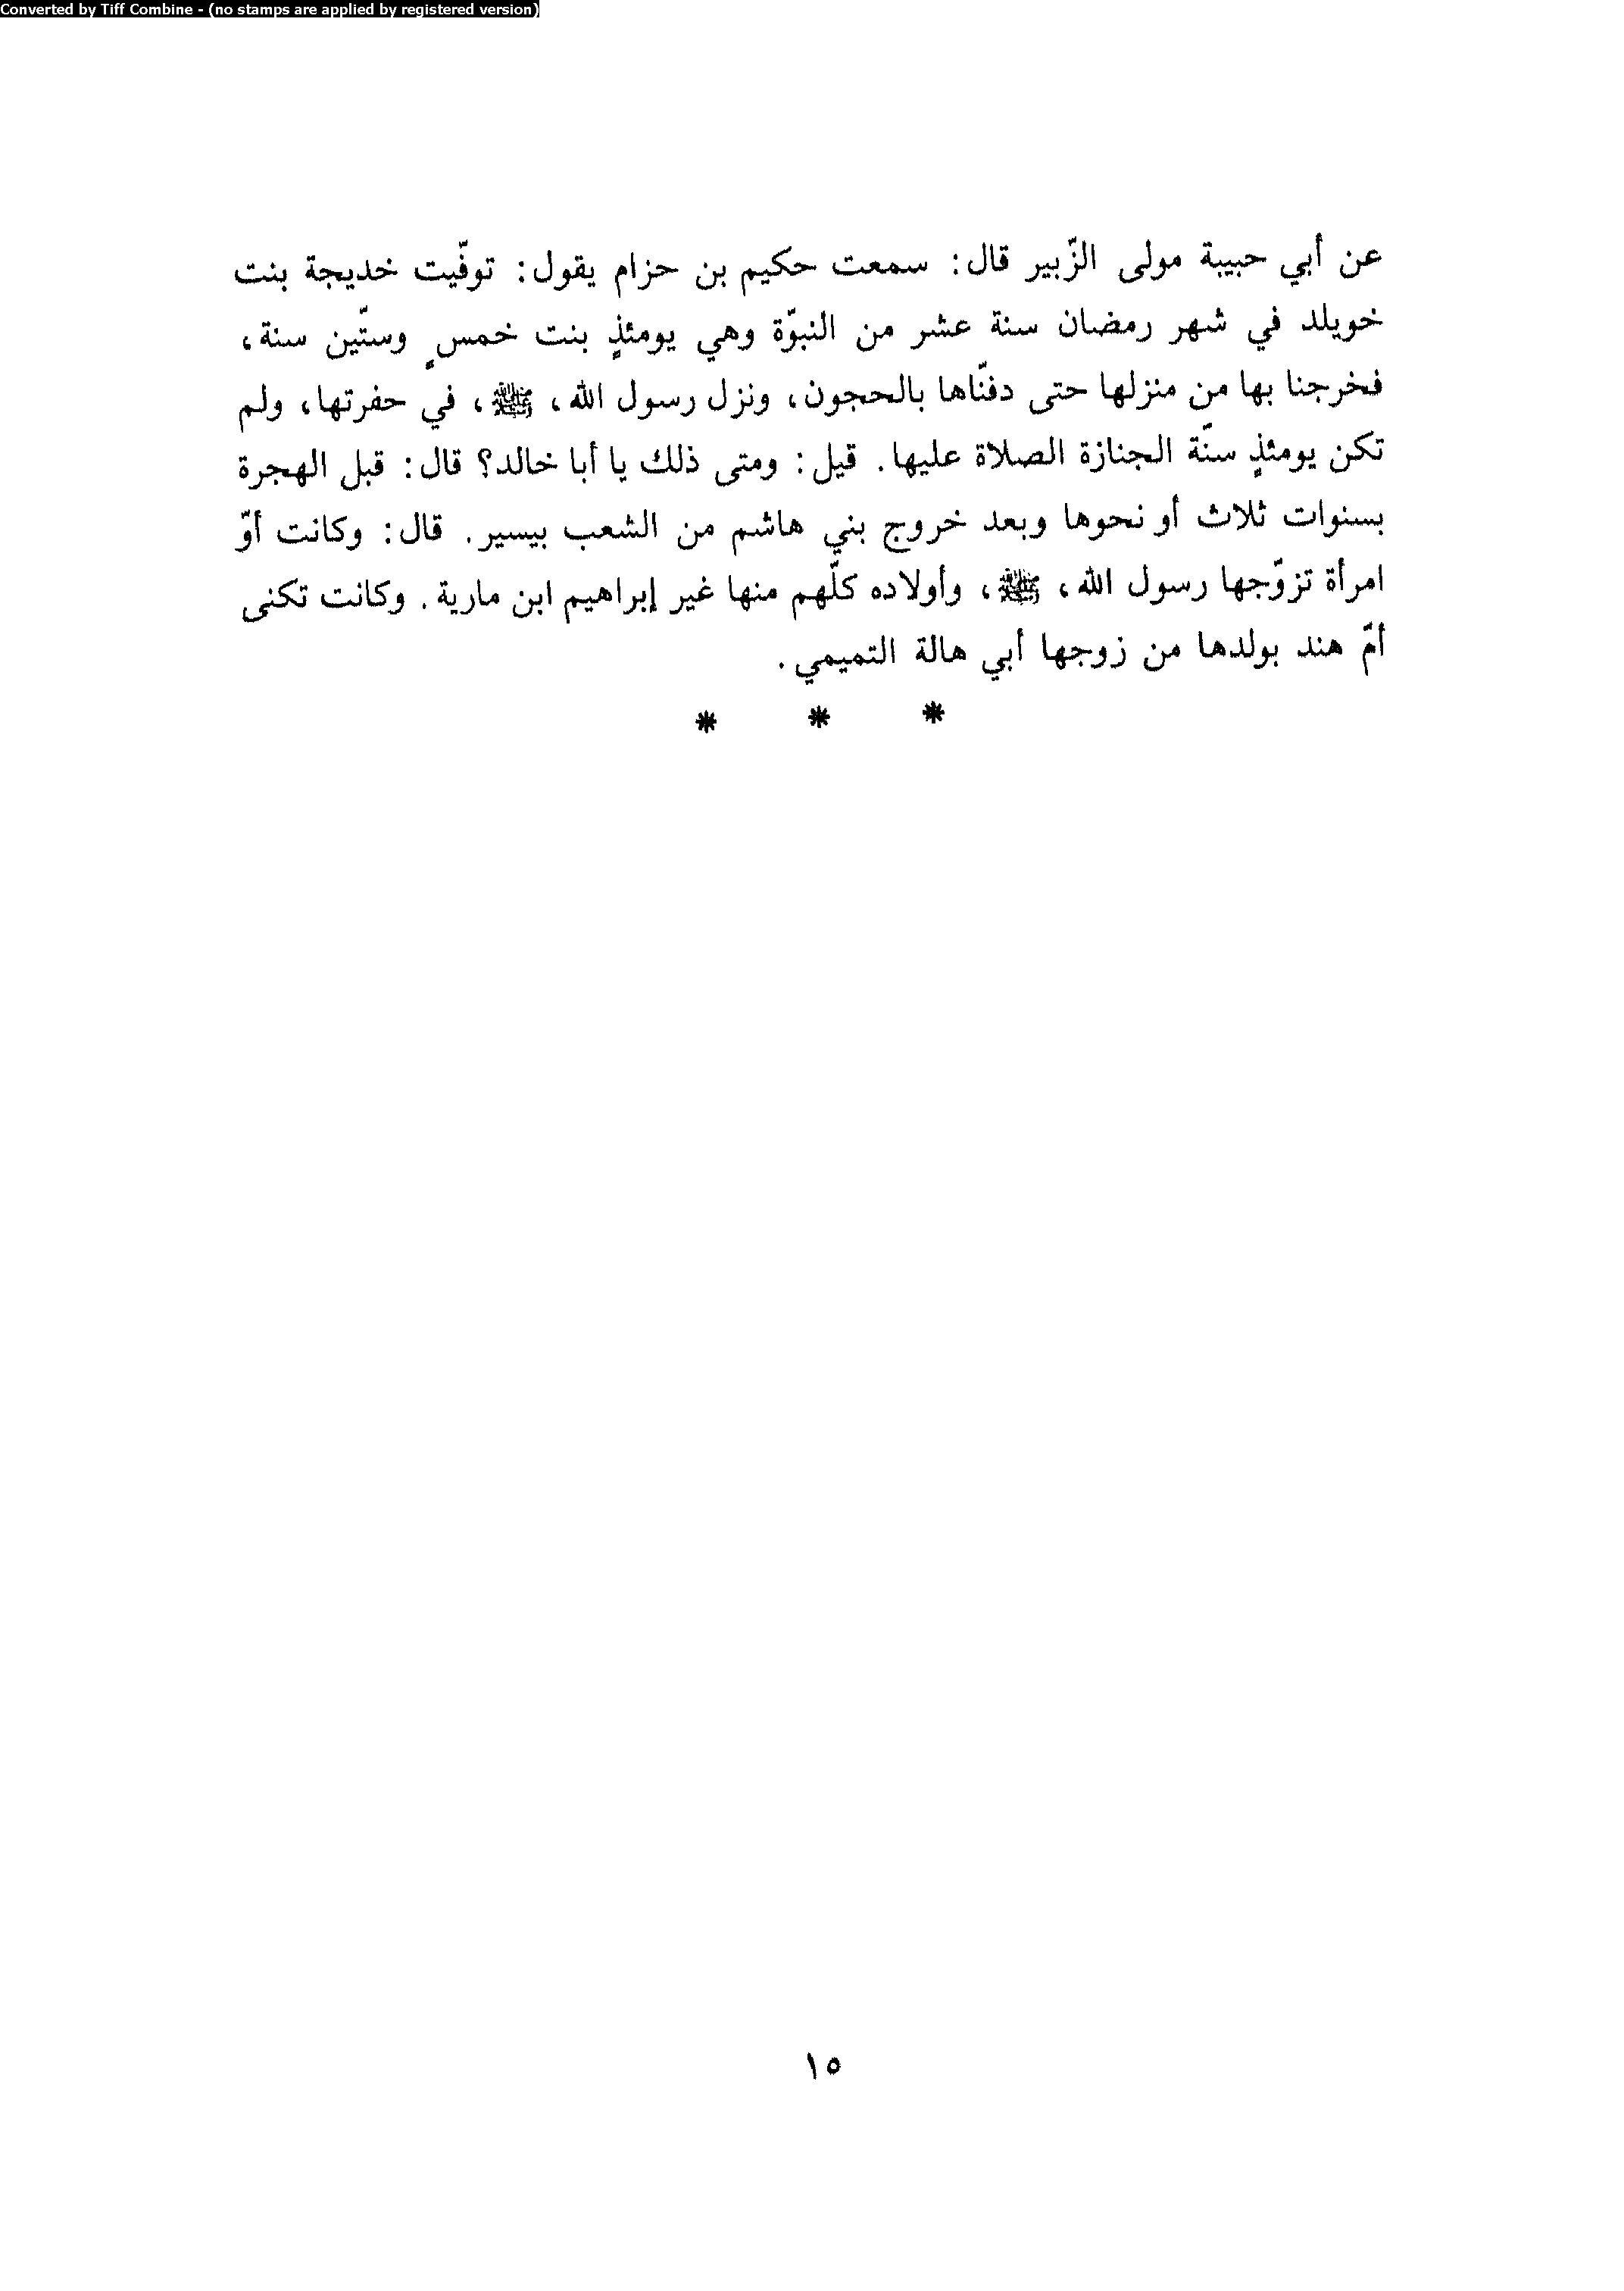 Converted by Tiff Combine - (no stamps are applied by registered version)
عن أبي حبيبة مولى الزّبير قال: سمعت حكيم بن حزام يقول: توفّيت خديجة بنت
خويلد في شهر رمضان سنة عشر من النبوّة وهي يومئذٍ بنت خمسٍ وستّين سنة،
فخرجنا بها من منزلها حتى دفنّاها بالحجون، ونزل رسول الله، ﷺ، في حفرتها، ولم
تكن يومئذٍ سنّة الجنازة الصلاة عليها. قيل: ومتى ذلك يا أبا خالد؟ قال: قبل الهجرة
بسنوات ثلاث أو نحوها وبعد خروج بني هاشم من الشعب بيسير. قال: وكانت أوّ
امرأة تزوّجها رسول الله، ﷺ، وأولاده كلّهم منها غير إبراهيم ابن مارية. وكانت تكنى
أمّ هند بولدها من زوجها أبي هالة التميمي.
* * *
١٥